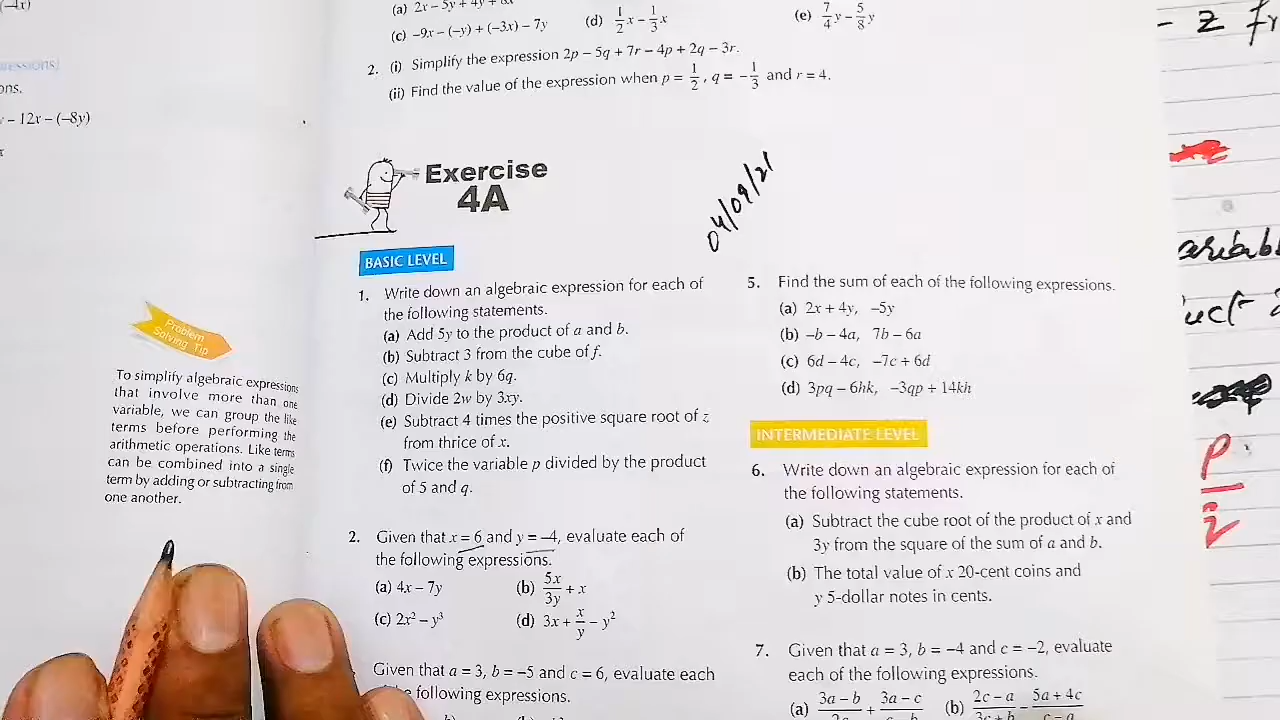 (a) 2x − 5y + 4y + 8x
(c) −9x − (−y) + (−3x) − 7y (d) 1/2x − 1/3x (e) 7/4y − 5/8y
2. (i) Simplify the expression 2p − 5q + 7r − 4p + 2q − 3r.
(ii) Find the value of the expression when p = 1/2, q = −1/3 and r = 4.
ons.
− 12x − (−8y)
Exercise
4A
04/09/21
BASIC LEVEL
1. Write down an algebraic expression for each of
the following statements.
(a) Add 5y to the product of a and b.
(b) Subtract 3 from the cube of f.
(c) Multiply k by 6q.
(d) Divide 2w by 3xy.
(e) Subtract 4 times the positive square root of z
from thrice of x.
(f) Twice the variable p divided by the product
of 5 and q.
2. Given that x = 6 and y = −4, evaluate each of
the following expressions.
(a) 4x − 7y (b) 5x/3y + x
(c) 2x² − y³ (d) 3x + x/y − y²
Given that a = 3, b = −5 and c = 6, evaluate each
following expressions.
Problem
Solving Tip
To simplify algebraic expressions
that involve more than one
variable, we can group the like
terms before performing the
arithmetic operations. Like terms
can be combined into a single
term by adding or subtracting from
one another.
5. Find the sum of each of the following expressions.
(a) 2x + 4y, −5y
(b) −b − 4a, 7b − 6a
(c) 6d − 4c, −7c + 6d
(d) 3pq − 6hk, −3qp + 14kh
INTERMEDIATE LEVEL
6. Write down an algebraic expression for each of
the following statements.
(a) Subtract the cube root of the product of x and
3y from the square of the sum of a and b.
(b) The total value of x 20-cent coins and
y 5-dollar notes in cents.
7. Given that a = 3, b = −4 and c = −2, evaluate
each of the following expressions.
(a) 3a − b + 3a − c (b) 2c − a − 5a + 4c
− z fr
ariabl
uct
p